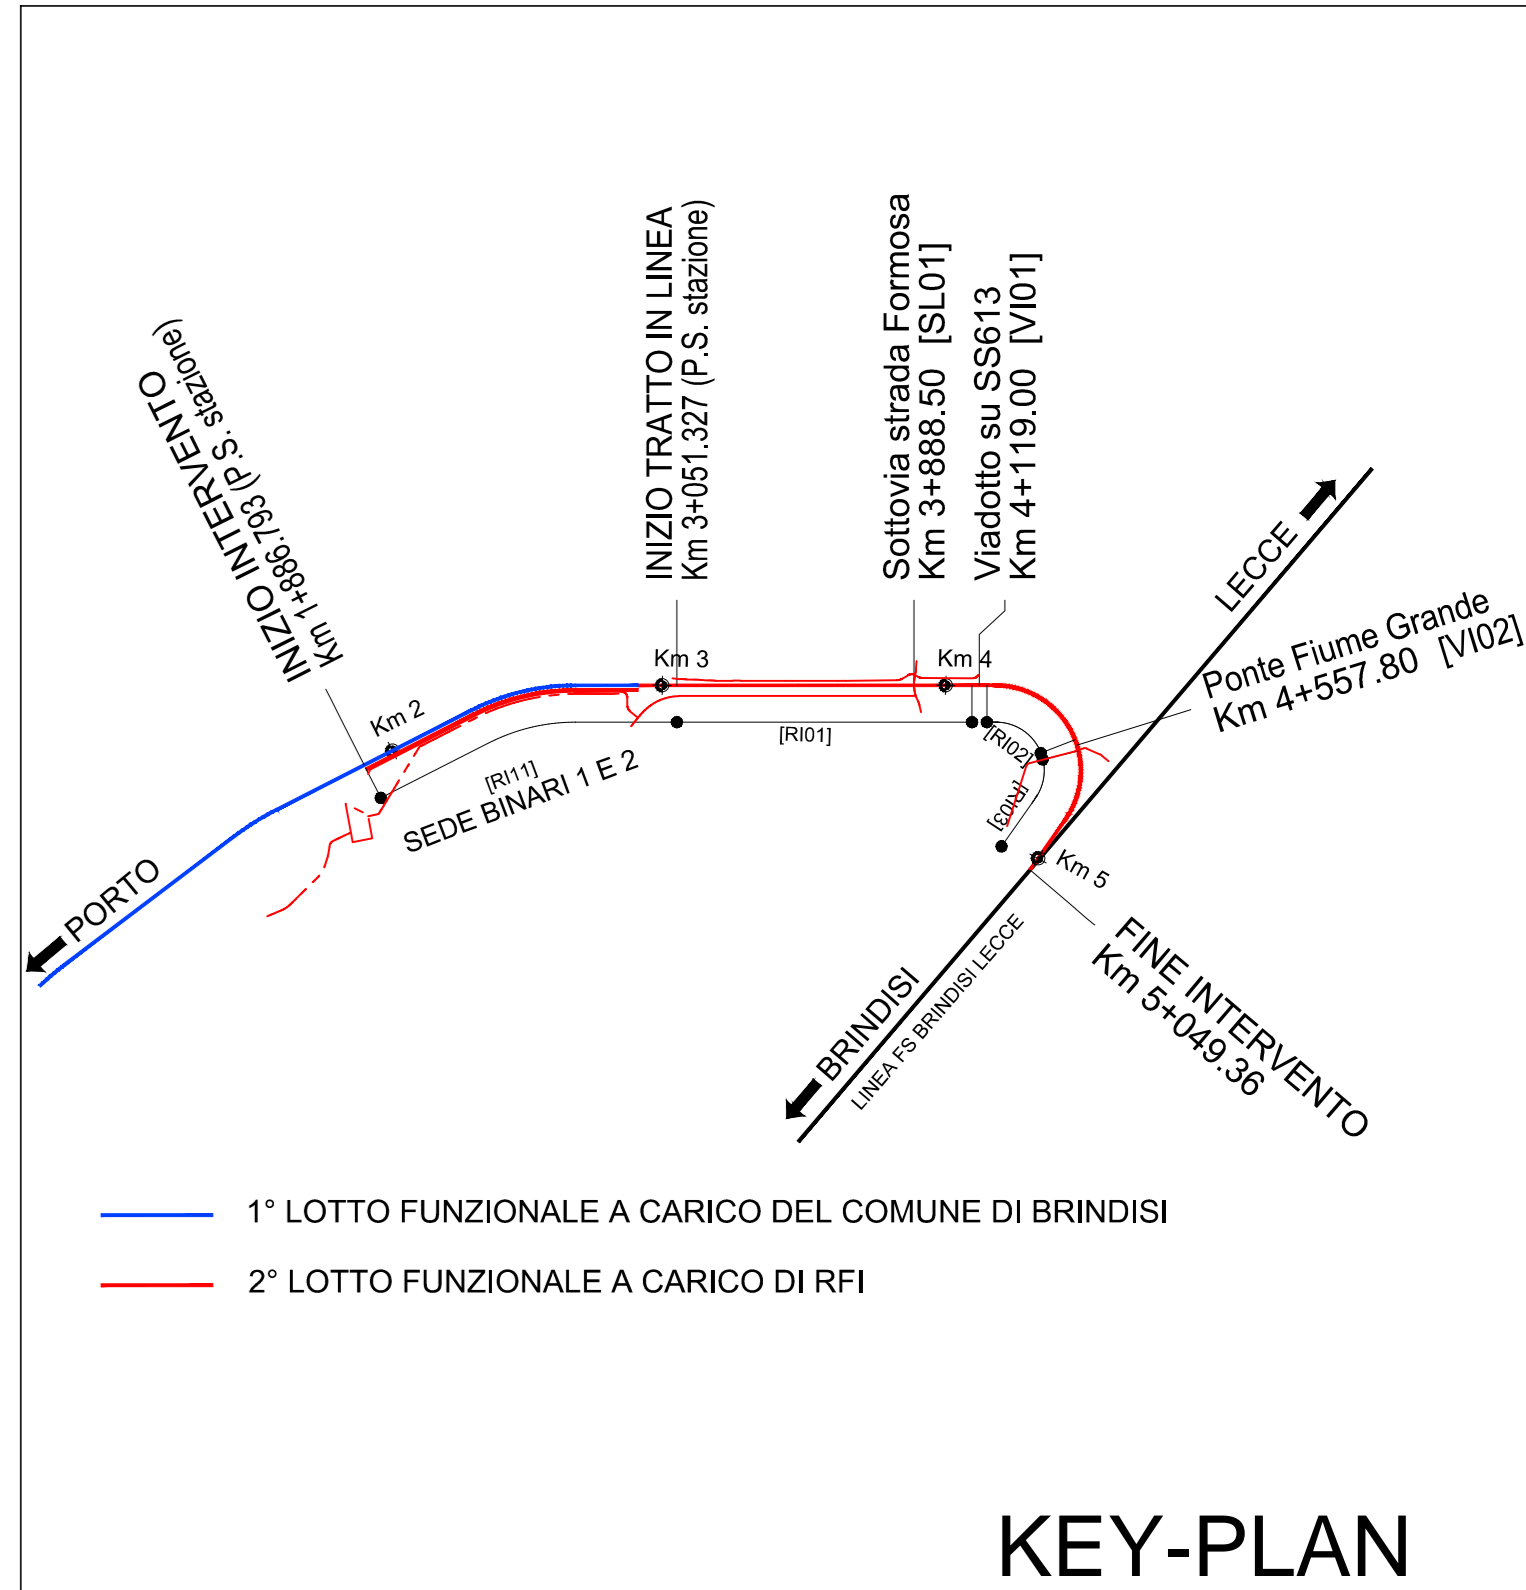 INIZIO INTERVENTO
Km 1+886.793 (P.S. stazione)
INIZIO TRATTO IN LINEA
Km 3+051.327 (P.S. stazione)
Sottovia strada Formosa
Km 3+888.50 [SL01]
Viadotto su SS613
Km 4+119.00 [VI01]
LECCE
Ponte Fiume Grande
Km 4+557.80 [VI02]
Km 2
Km 3
Km 4
[RI11]
SEDE BINARI 1 E 2
[RI01]
[RI02]
[RI03]
Km 5
PORTO
BRINDISI
LINEA FS BRINDISI LECCE
FINE INTERVENTO
Km 5+049.36
1° LOTTO FUNZIONALE A CARICO DEL COMUNE DI BRINDISI
2° LOTTO FUNZIONALE A CARICO DI RFI
KEY-PLAN